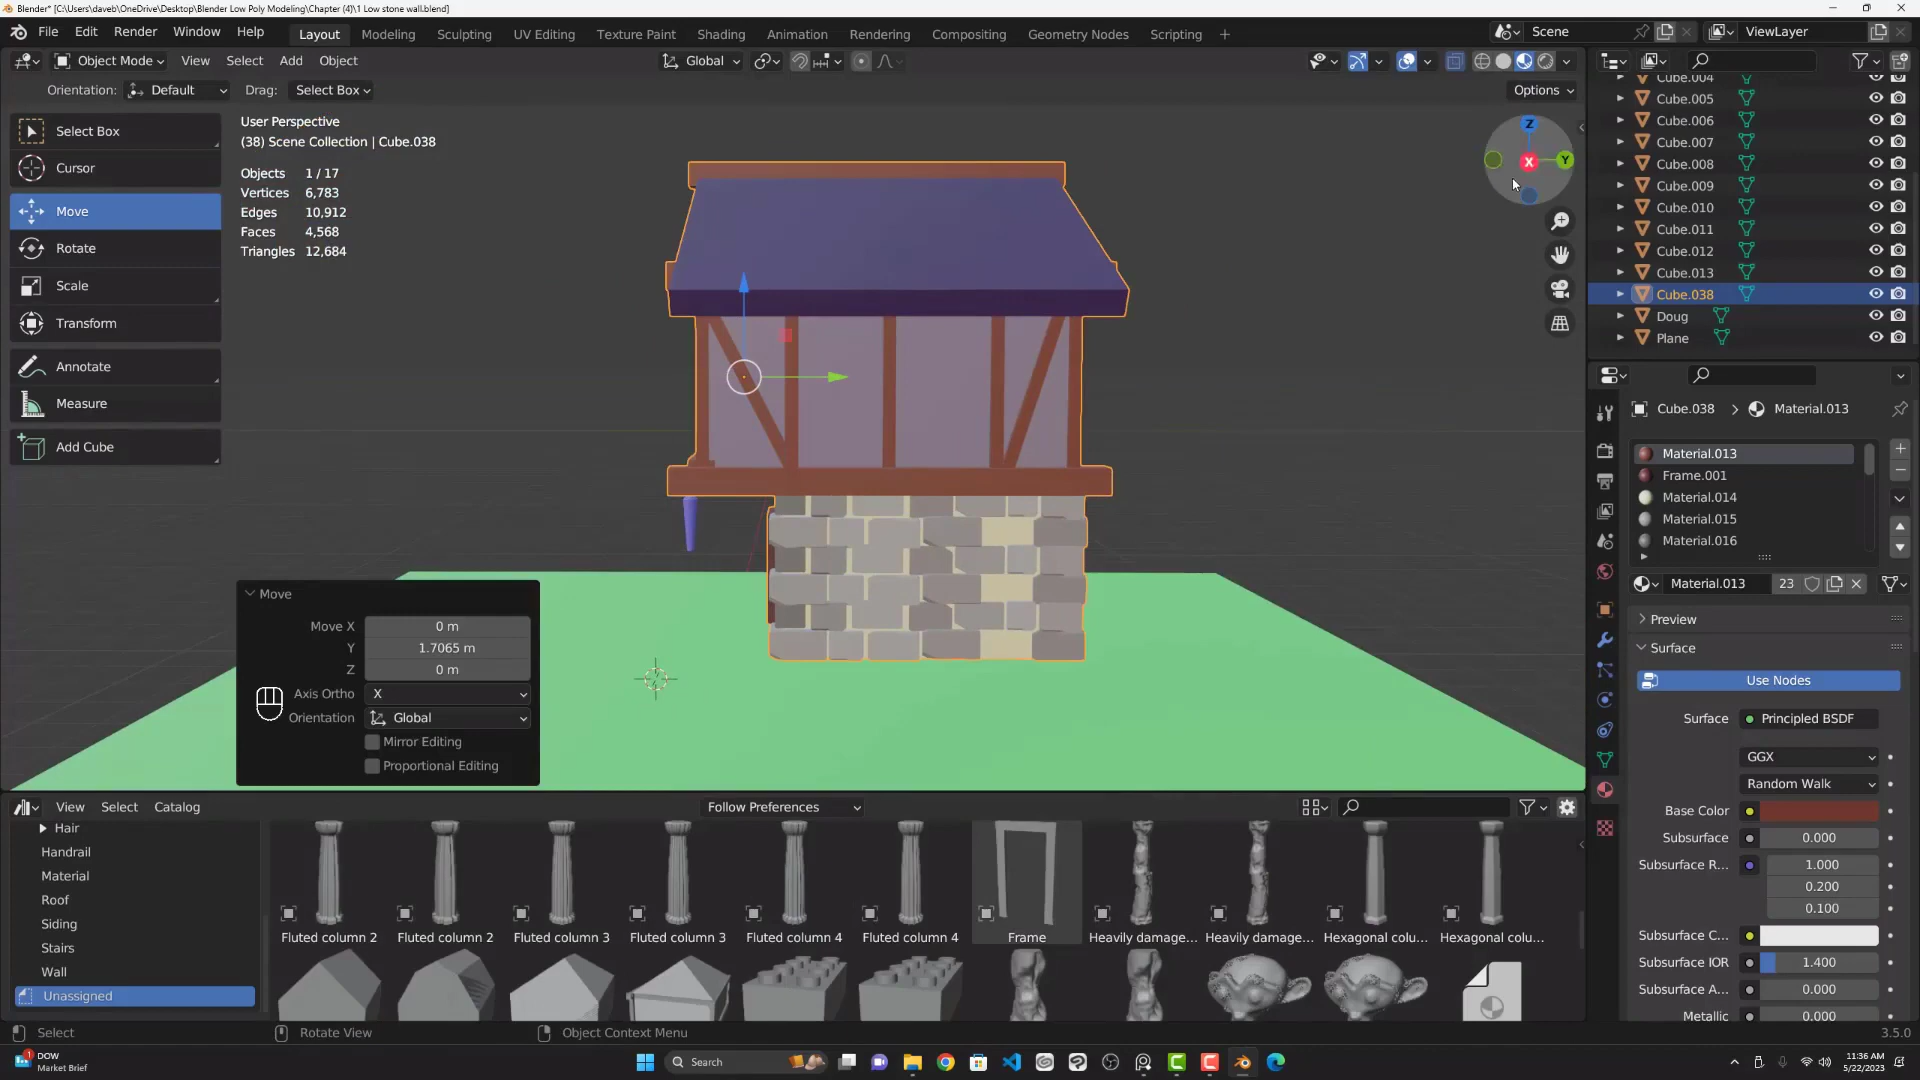 Blender* [C:\Users\daveb\OneDrive\Desktop\Blender Low Poly Modeling\Chapter (4)\1 Low stone wall.blend]
File Edit Render Window Help Layout Modeling Sculpting UV Editing Texture Paint Shading Animation Rendering Compositing Geometry Nodes Scripting + Scene ViewLayer
Object Mode View Select Add Object Global
Orientation: Default Drag: Select Box Options
Select Box
Cursor
Move
Rotate
Scale
Transform
Annotate
Measure
Add Cube
User Perspective
(38) Scene Collection | Cube.038
Objects 1 / 17
Vertices 6,783
Edges 10,912
Faces 4,568
Triangles 12,684
Z
X
Y
Cube.004
Cube.005
Cube.006
Cube.007
Cube.008
Cube.009
Cube.010
Cube.011
Cube.012
Cube.013
Cube.038
Doug
Plane
Cube.038 > Material.013
Material.013
Frame.001
Material.014
Material.015
Material.016
Material.013 23
Preview
Surface
Use Nodes
Surface Principled BSDF
GGX
Random Walk
Base Color
Subsurface 0.000
Subsurface R... 1.000
0.200
0.100
Subsurface C...
Subsurface IOR 1.400
Subsurface A... 0.000
Metallic 0.000
Move
Move X 0 m
Y 1.7065 m
Z 0 m
Axis Ortho X
Orientation Global
Mirror Editing
Proportional Editing
View Select Catalog Follow Preferences
Hair
Handrail
Material
Roof
Siding
Stairs
Wall
Unassigned
Fluted column 2 Fluted column 2 Fluted column 3 Fluted column 3 Fluted column 4 Fluted column 4 Frame Heavily damage... Heavily damage... Hexagonal colu... Hexagonal colu...
Select Rotate View Object Context Menu 3.5.0
DOW
Market Brief
1
Search
11:36 AM
5/22/2023